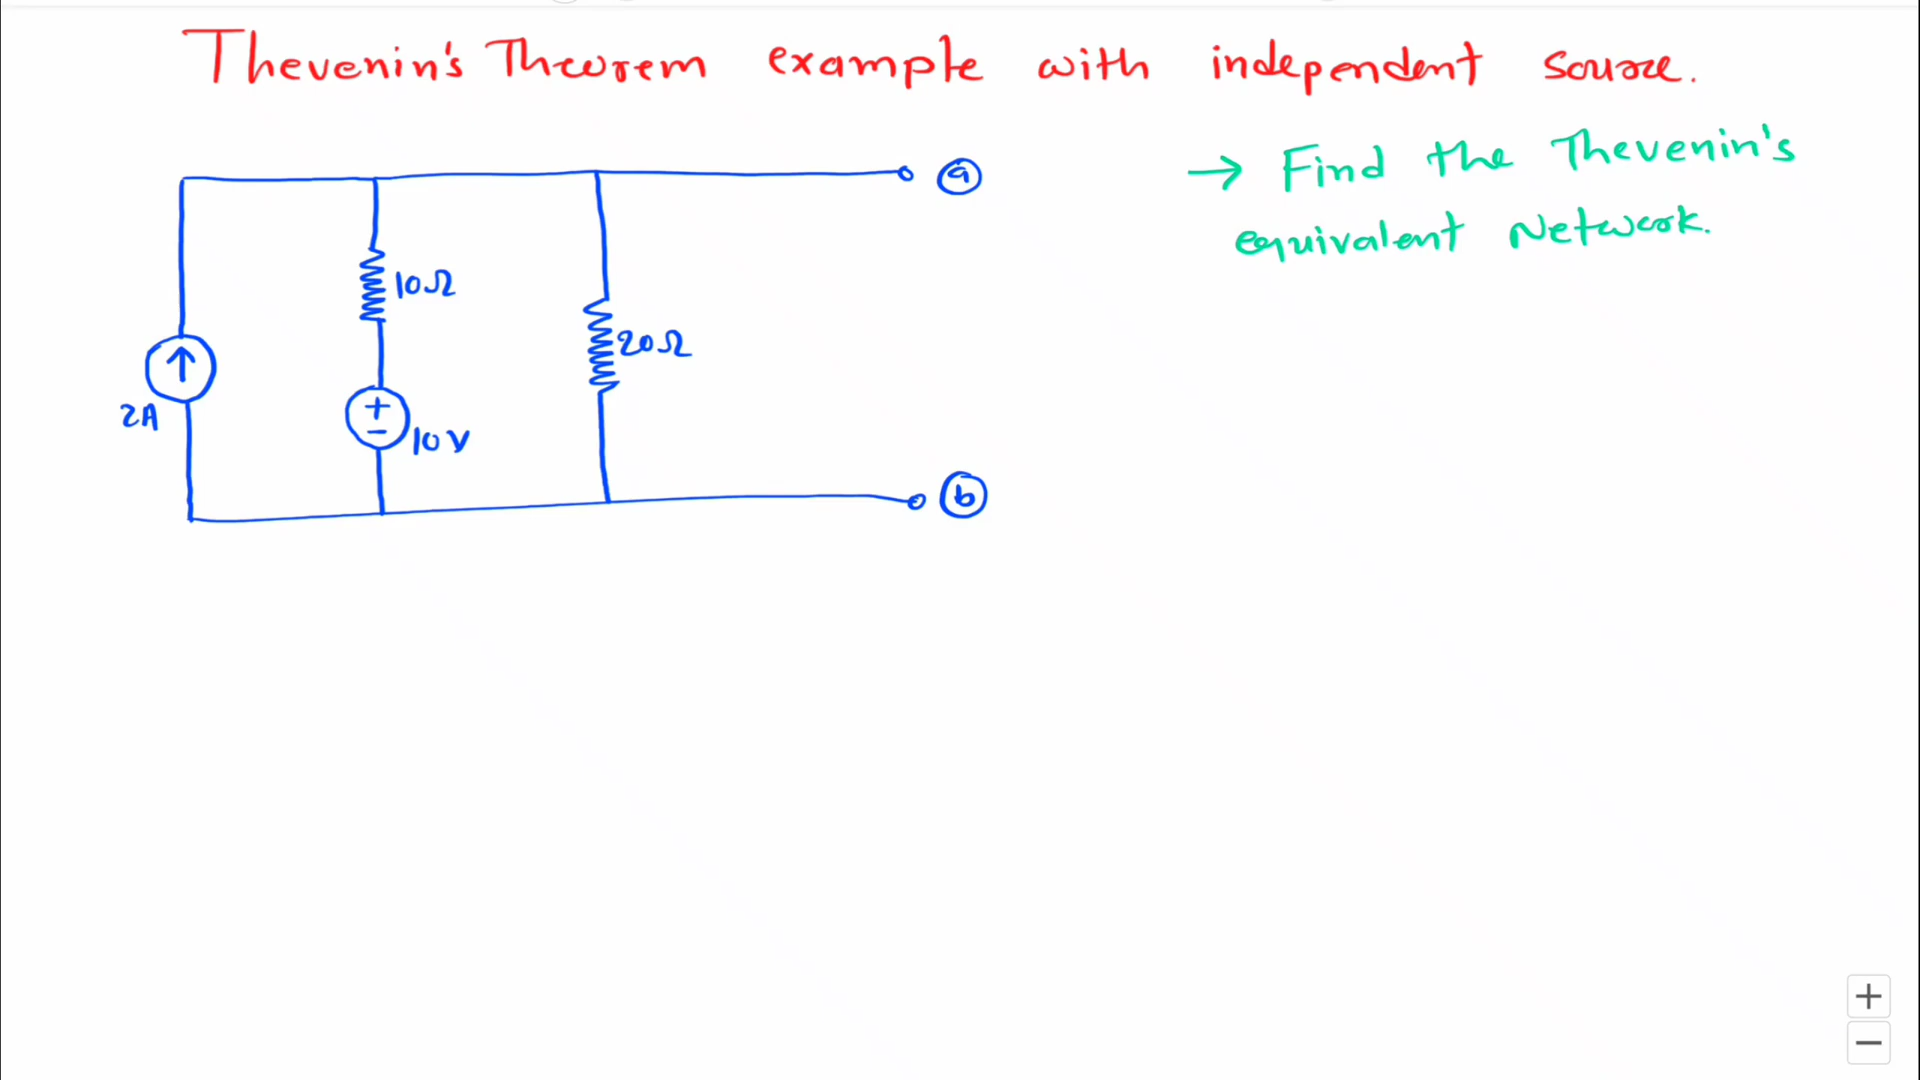 Thevenin's Theorem example with independent source.
→ Find the Thevenin's
equivalent Network.
a
10Ω
20Ω
2A
+
-
10V
b